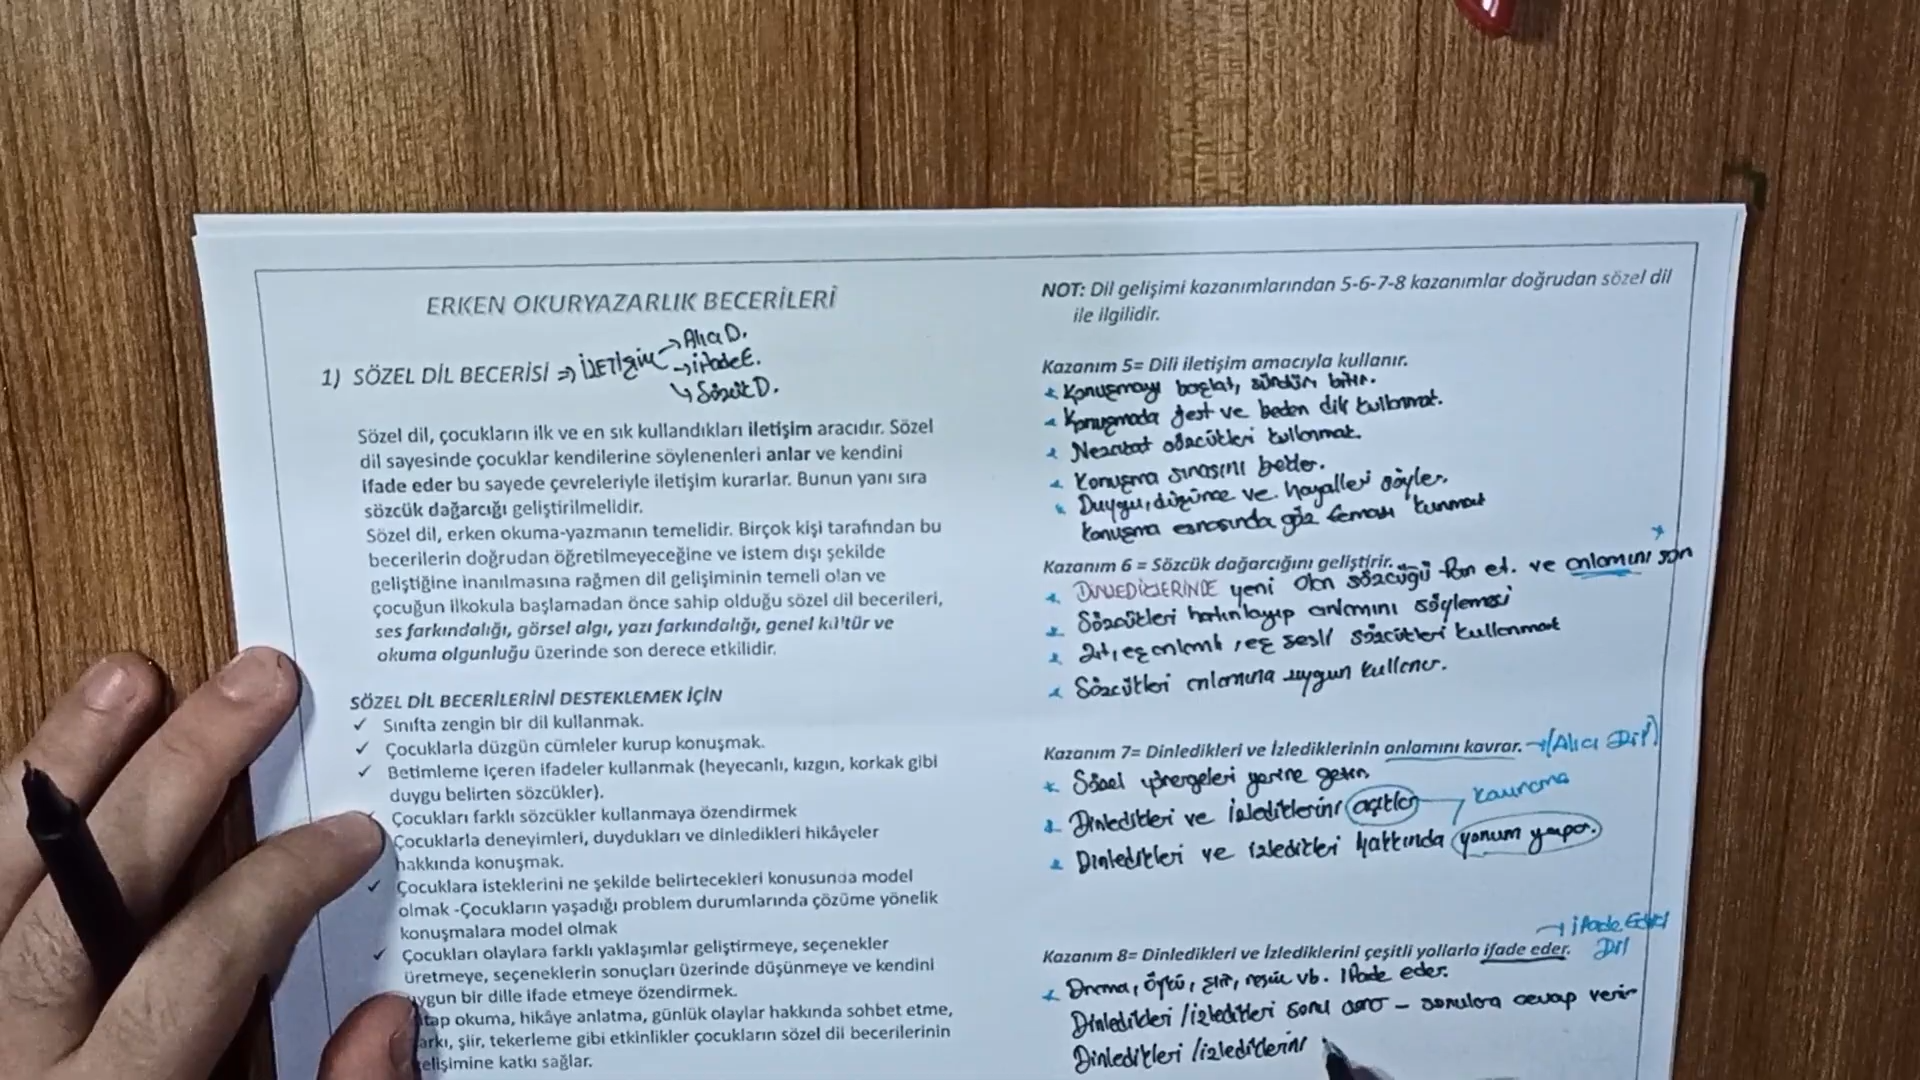 ERKEN OKURYAZARLIK BECERİLERİ
1) SÖZEL DİL BECERİSİ => İLETİşim → Alıcı D.
→ ifade E.
↳ Sözcük D.
Sözel dil, çocukların ilk ve en sık kullandıkları iletişim aracıdır. Sözel
dil sayesinde çocuklar kendilerine söylenenleri anlar ve kendini
ifade eder bu sayede çevreleriyle iletişim kurarlar. Bunun yanı sıra
sözcük dağarcığı geliştirilmelidir.
Sözel dil, erken okuma-yazmanın temelidir. Birçok kişi tarafından bu
becerilerin doğrudan öğretilmeyeceğine ve istem dışı şekilde
geliştiğine inanılmasına rağmen dil gelişiminin temeli olan ve
çocuğun ilkokula başlamadan önce sahip olduğu sözel dil becerileri,
ses farkındalığı, görsel algı, yazı farkındalığı, genel kültür ve
okuma olgunluğu üzerinde son derece etkilidir.
SÖZEL DİL BECERİLERİNİ DESTEKLEMEK İÇİN
✓ Sınıfta zengin bir dil kullanmak.
✓ Çocuklarla düzgün cümleler kurup konuşmak.
✓ Betimleme içeren ifadeler kullanmak (heyecanlı, kızgın, korkak gibi
duygu belirten sözcükler).
Çocukları farklı sözcükler kullanmaya özendirmek
Çocuklarla deneyimleri, duydukları ve dinledikleri hikâyeler
hakkında konuşmak.
✓ Çocuklara isteklerini ne şekilde belirtecekleri konusunda model
olmak -Çocukların yaşadığı problem durumlarında çözüme yönelik
konuşmalara model olmak
✓ Çocukları olaylara farklı yaklaşımlar geliştirmeye, seçenekler
üretmeye, seçeneklerin sonuçları üzerinde düşünmeye ve kendini
uygun bir dille ifade etmeye özendirmek.
okuma, hikâye anlatma, günlük olaylar hakkında sohbet etme,
şiir, tekerleme gibi etkinlikler çocukların sözel dil becerilerinin
gelişimine katkı sağlar.
NOT: Dil gelişimi kazanımlarından 5-6-7-8 kazanımlar doğrudan sözel dil
ile ilgilidir.
Kazanım 5= Dili iletişim amacıyla kullanır.
* Konuşmayı başlat, sürdür, bitir.
* Konuşmada jest ve beden dili kullanmak.
* Nezaket sözcükleri kullanmak.
* Konuşma sırasını bekler.
* Duygu, düşünce ve hayalleri söyler.
Konuşma esnasında göz teması kurmak
Kazanım 6 = Sözcük dağarcığını geliştirir.
* DİNLEDİKLERİNDE yeni olan sözcüğü fark et. ve anlamını sor
* Sözcükleri hatırlayıp anlamını söylemesi
* Zıt, eş anlamlı, eş sesli sözcükleri kullanmak
* Sözcükleri anlamına uygun kullanır.
Kazanım 7= Dinledikleri ve izlediklerinin anlamını kavrar. → (Alıcı Dil)
* Sözel yönergeleri yerine getirir.
* Dinledikleri ve izlediklerini açıklar kavrama
* Dinledikleri ve izledikleri hakkında yorum yapar.
Kazanım 8= Dinledikleri ve izlediklerini çeşitli yollarla ifade eder. → ifade Edici
Dil
* Drama, öykü, şiir, resim vb. ifade eder.
Dinledikleri/izledikleri soru sorar - sorulara cevap verir
Dinledikleri/izlediklerini